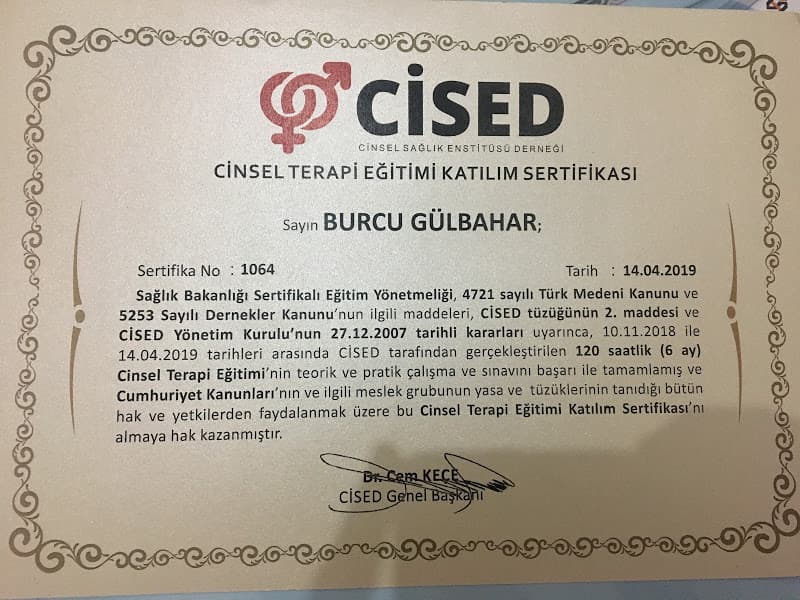 CİSED
CİNSEL SAĞLIK ENSTİTÜSÜ DERNEĞİ
CİNSEL TERAPİ EĞİTİMİ KATILIM SERTİFİKASI
Sayın BURCU GÜLBAHAR;
Sertifika No : 1064 Tarih : 14.04.2019
Sağlık Bakanlığı Sertifikalı Eğitim Yönetmeliği, 4721 sayılı Türk Medeni Kanunu ve
5253 Sayılı Dernekler Kanunu'nun ilgili maddeleri, CİSED tüzüğünün 2. maddesi ve
CİSED Yönetim Kurulu'nun 27.12.2007 tarihli kararları uyarınca, 10.11.2018 ile
14.04.2019 tarihleri arasında CİSED tarafından gerçekleştirilen 120 saatlik (6 ay)
Cinsel Terapi Eğitimi'nin teorik ve pratik çalışma ve sınavını başarı ile tamamlamış ve
Cumhuriyet Kanunları'nın ve ilgili meslek grubunun yasa ve tüzüklerinin tanıdığı bütün
hak ve yetkilerden faydalanmak üzere bu Cinsel Terapi Eğitimi Katılım Sertifikası'nı
almaya hak kazanmıştır.
Dr. Cem KEÇE
CİSED Genel Başkanı